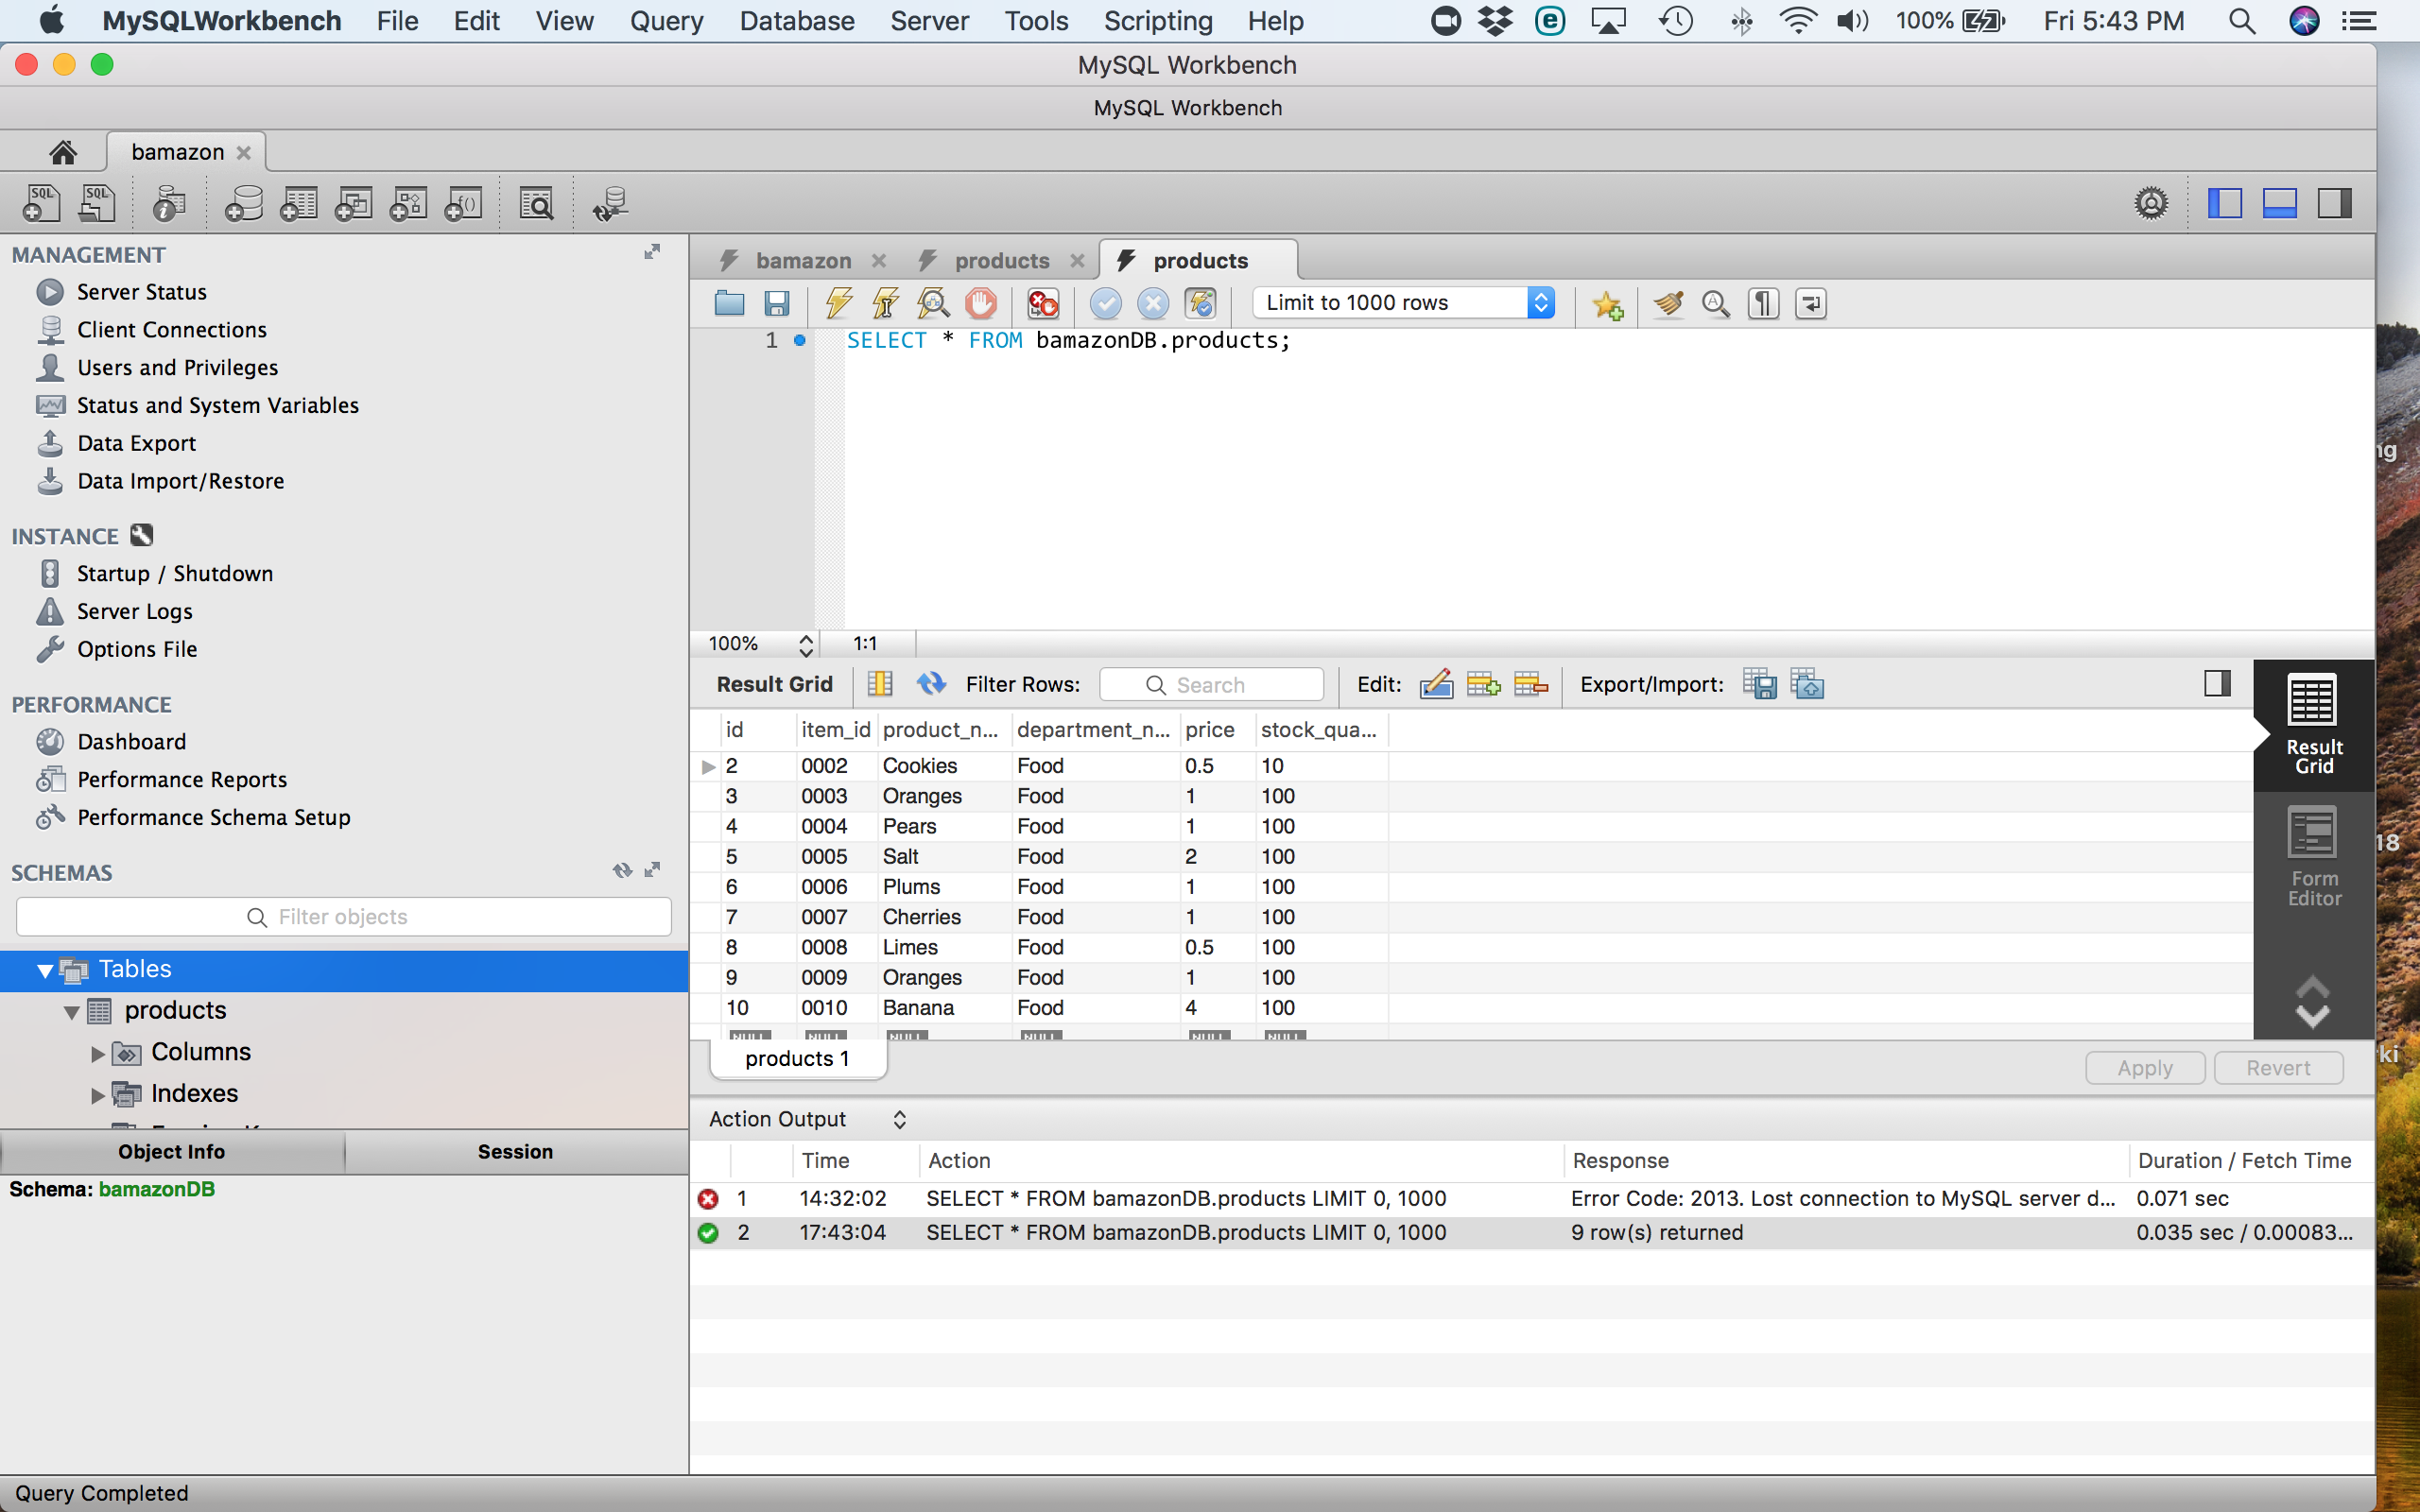 MySQLWorkbench File Edit View Query Database Server Tools Scripting Help 100% Fri 5:43 PM
MySQL Workbench
MySQL Workbench
bamazon
SQL SQL
MANAGEMENT
Server Status
Client Connections
Users and Privileges
Status and System Variables
Data Export
Data Import/Restore
INSTANCE
Startup / Shutdown
Server Logs
Options File
PERFORMANCE
Dashboard
Performance Reports
Performance Schema Setup
SCHEMAS
Filter objects
Tables
products
Columns
Indexes
Object Info Session
Schema: bamazonDB
bamazon products products
Limit to 1000 rows
1 SELECT * FROM bamazonDB.products;
100% 1:1
Result Grid Filter Rows: Search Edit: Export/Import:
id item_id product_n... department_n... price stock_qua...
2 0002 Cookies Food 0.5 10
3 0003 Oranges Food 1 100
4 0004 Pears Food 1 100
5 0005 Salt Food 2 100
6 0006 Plums Food 1 100
7 0007 Cherries Food 1 100
8 0008 Limes Food 0.5 100
9 0009 Oranges Food 1 100
10 0010 Banana Food 4 100
NULL NULL NULL NULL NULL NULL
Result
Grid
Form
Editor
products 1
Apply Revert
Action Output
Time Action Response Duration / Fetch Time
1 14:32:02 SELECT * FROM bamazonDB.products LIMIT 0, 1000 Error Code: 2013. Lost connection to MySQL server d... 0.071 sec
2 17:43:04 SELECT * FROM bamazonDB.products LIMIT 0, 1000 9 row(s) returned 0.035 sec / 0.00083...
Query Completed